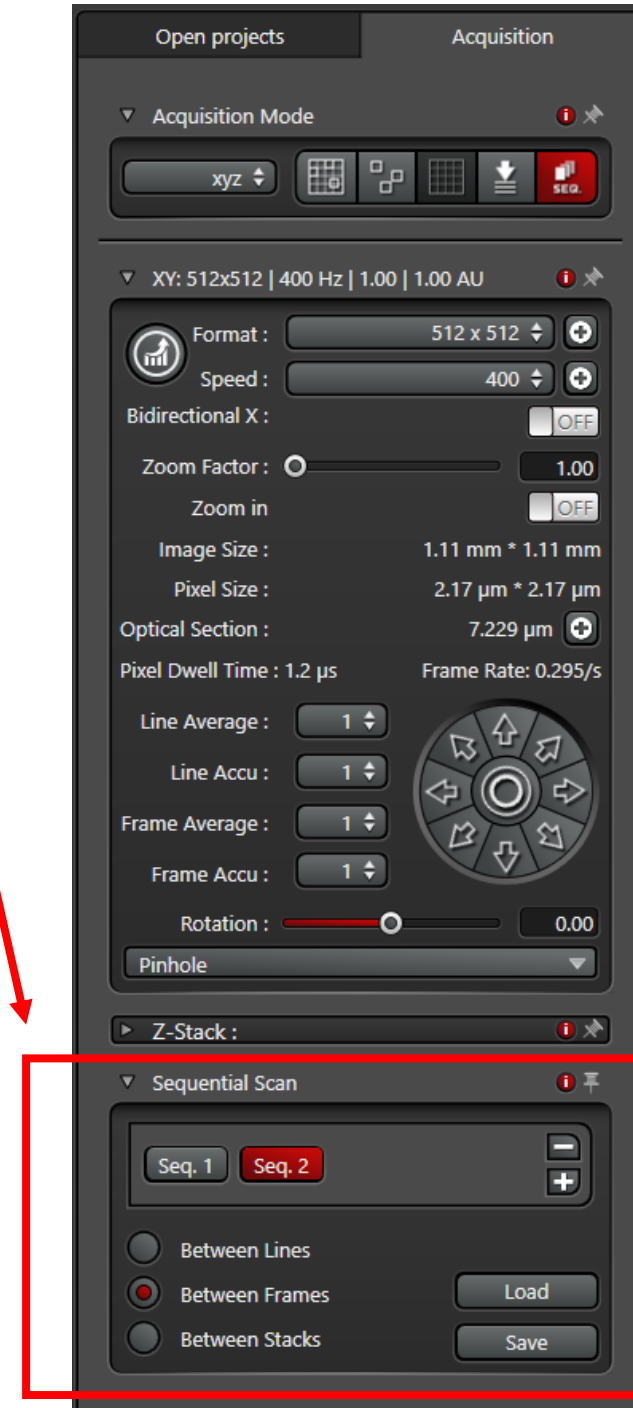 Open projects Acquisition
Acquisition Mode i
xyz SEQ.
XY: 512x512 | 400 Hz | 1.00 | 1.00 AU i
Format : 512 x 512
Speed : 400
Bidirectional X : OFF
Zoom Factor : 1.00
Zoom in OFF
Image Size : 1.11 mm * 1.11 mm
Pixel Size : 2.17 μm * 2.17 μm
Optical Section : 7.229 μm
Pixel Dwell Time : 1.2 μs Frame Rate: 0.295/s
Line Average : 1
Line Accu : 1
Frame Average : 1
Frame Accu : 1
Rotation : 0.00
Pinhole
Z-Stack : i
Sequential Scan i
Seq. 1 Seq. 2
Between Lines
Between Frames Load
Between Stacks Save